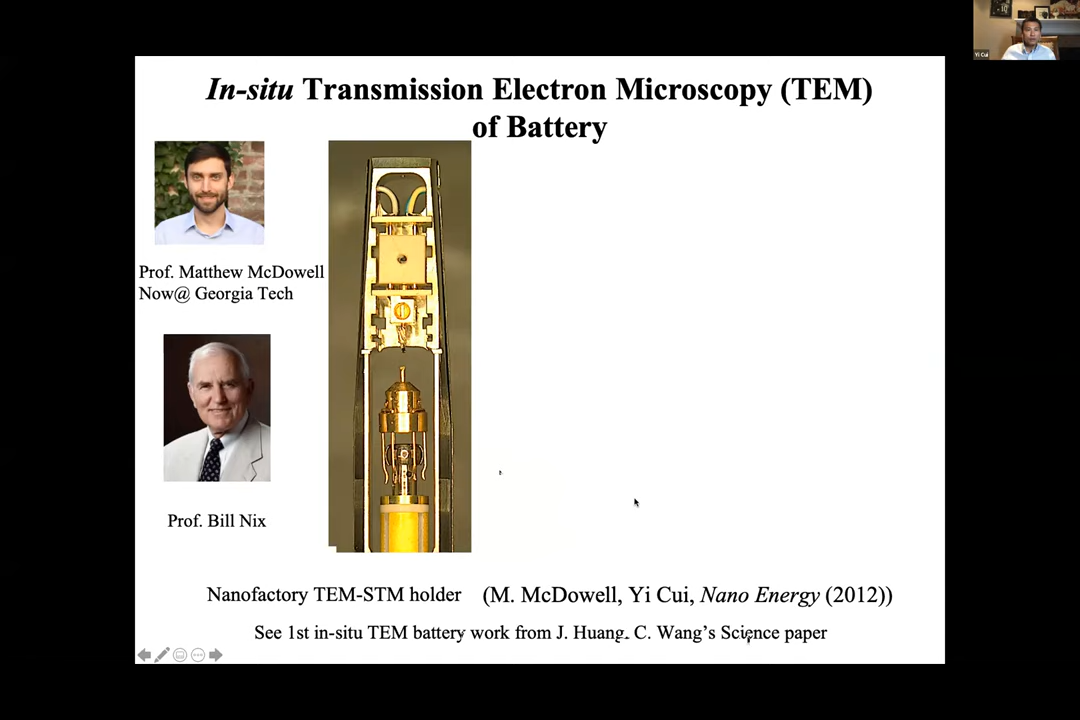 In-situ Transmission Electron Microscopy (TEM)
of Battery
Prof. Matthew McDowell
Now@ Georgia Tech
Prof. Bill Nix
Nanofactory TEM-STM holder (M. McDowell, Yi Cui, Nano Energy (2012))
See 1st in-situ TEM battery work from J. Huang, C. Wang's Science paper
Yi Cui